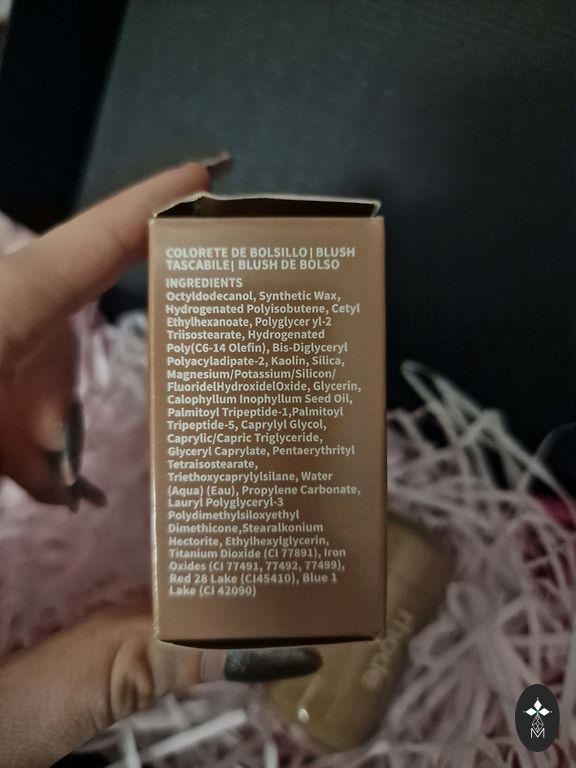 COLORETE DE BOLSILLO| BLUSH
TASCABILE| BLUSH DE BOLSO
INGREDIENTS
Octyldodecanol, Synthetic Wax,
Hydrogenated Polyisobutene, Cetyl
Ethylhexanoate, Polyglycer yl-2
Triisostearate, Hydrogenated
Poly(C6-14 Olefin), Bis-Diglyceryl
Polyacyladipate-2, Kaolin, Silica,
Magnesium/Potassium/Silicon/
FluoridelHydroxidelOxide, Glycerin,
Calophyllum Inophyllum Seed Oil,
Palmitoyl Tripeptide-1,Palmitoyl
Tripeptide-5, Caprylyl Glycol,
Caprylic/Capric Triglyceride,
Glyceryl Caprylate, Pentaerythrityl
Tetraisostearate,
Triethoxycaprylylsilane, Water
(Aqua) (Eau), Propylene Carbonate,
Lauryl Polyglyceryl-3
Polydimethylsiloxyethyl
Dimethicone,Stearalkonium
Hectorite, Ethylhexylglycerin,
Titanium Dioxide (CI 77891), Iron
Oxides (CI 77491, 77492, 77499),
Red 28 Lake (CI45410), Blue 1
Lake (CI 42090)
mode
M